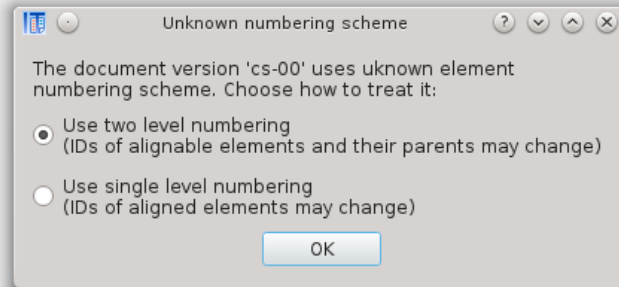 Unknown numbering scheme
The document version 'cs-00' uses uknown element
numbering scheme. Choose how to treat it:
Use two level numbering
(IDs of alignable elements and their parents may change)
Use single level numbering
(IDs of aligned elements may change)
OK